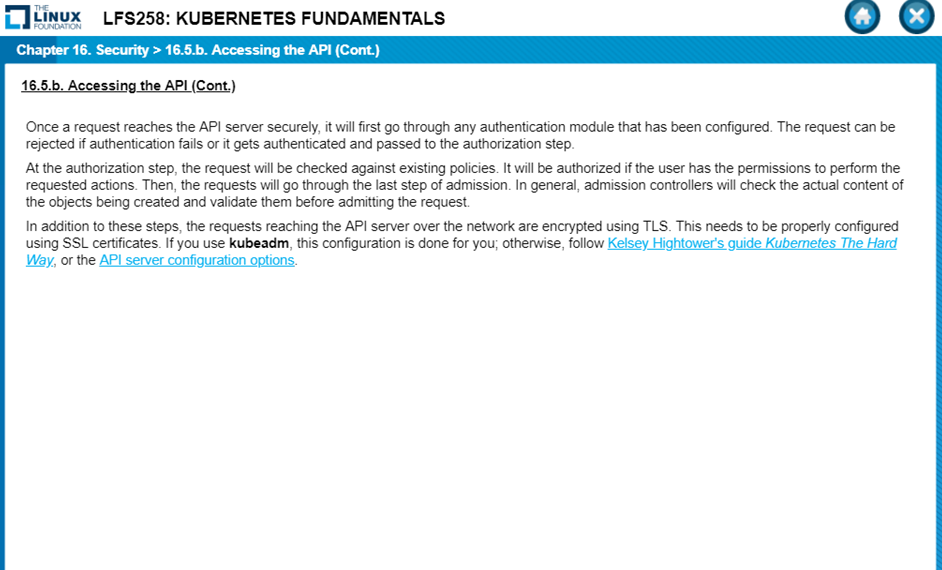 THE
LINUX
FOUNDATION
LFS258: KUBERNETES FUNDAMENTALS
Chapter 16. Security > 16.5.b. Accessing the API (Cont.)
16.5.b. Accessing the API (Cont.)
Once a request reaches the API server securely, it will first go through any authentication module that has been configured. The request can be
rejected if authentication fails or it gets authenticated and passed to the authorization step.
At the authorization step, the request will be checked against existing policies. It will be authorized if the user has the permissions to perform the
requested actions. Then, the requests will go through the last step of admission. In general, admission controllers will check the actual content of
the objects being created and validate them before admitting the request.
In addition to these steps, the requests reaching the API server over the network are encrypted using TLS. This needs to be properly configured
using SSL certificates. If you use kubeadm, this configuration is done for you; otherwise, follow Kelsey Hightower's guide Kubernetes The Hard
Way, or the API server configuration options.